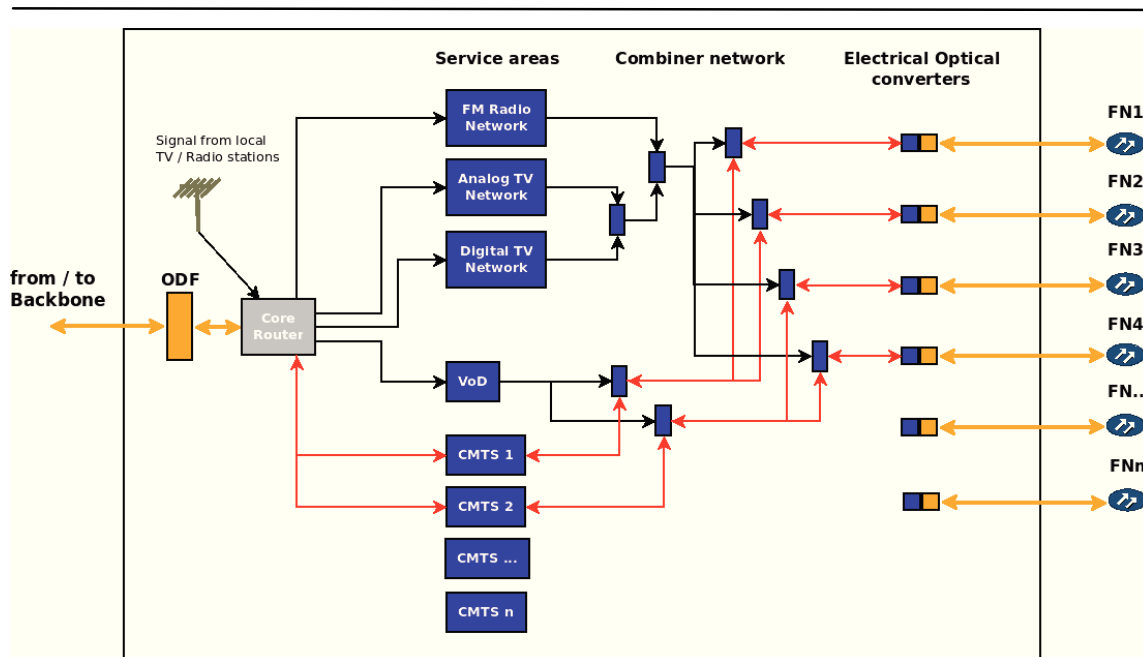 Service areas
Combiner network
Electrical Optical
converters
FM Radio
Network
FN1
Signal from local
TV / Radio stations
Analog TV
Network
FN2
Digital TV
Network
FN3
from / to
Backbone
ODF
Core
Router
FN4
VoD
FN..
CMTS 1
FNn
CMTS 2
CMTS ...
CMTS n